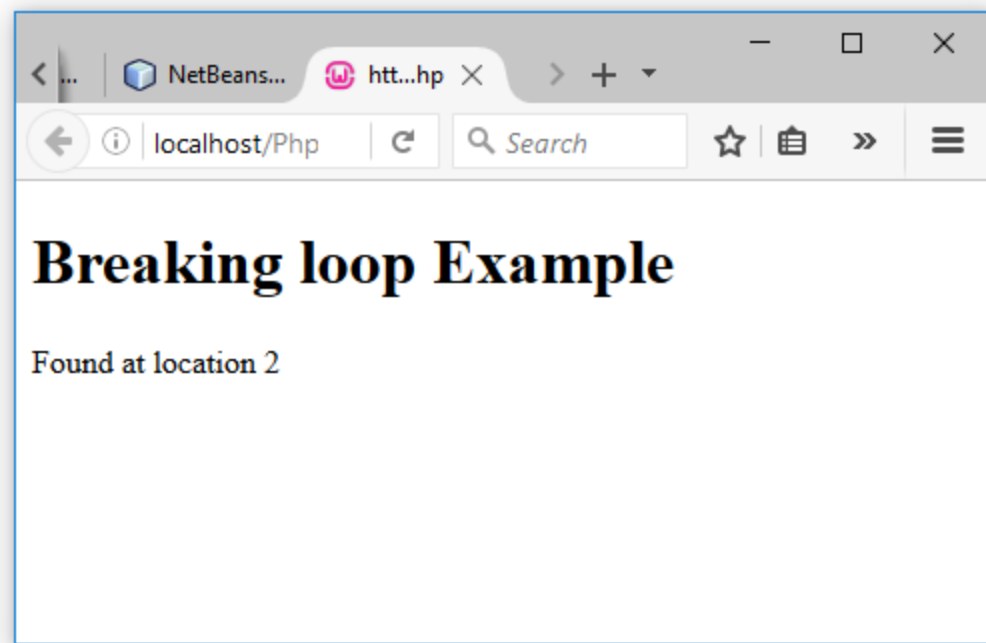 ... NetBeans... htt...hp
localhost/Php Search
Breaking loop Example
Found at location 2